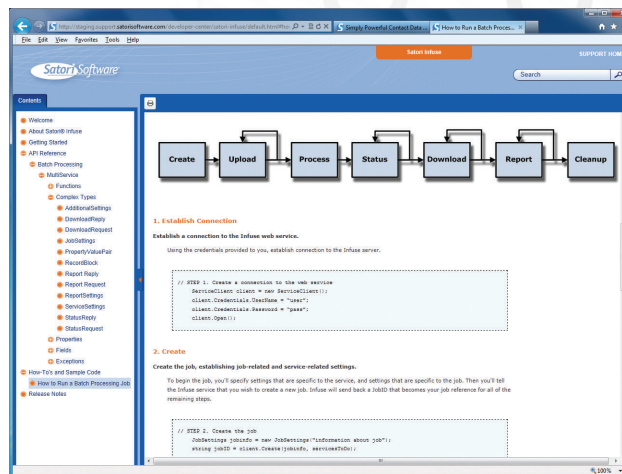 http://staging.support.satorisoftware.com/developer-center/satori-infuse/default.html#ho
Simply Powerful Contact Data ...
How to Run a Batch Proces...
File Edit View Favorites Tools Help
Satori Infuse
SUPPORT HOM
Satori Software
Search
Contents
Welcome
About Satori® Infuse
Getting Started
API Reference
Batch Processing
MultiService
Functions
Complex Types
AdditionalSettings
DownloadReply
DownloadRequest
JobSettings
PropertyValuePair
RecordBlock
Report Reply
Report Request
ReportSettings
ServiceSettings
StatusReply
StatusRequest
Properties
Fields
Exceptions
How-To's and Sample Code
How to Run a Batch Processing Job
Release Notes
Create Upload Process Status Download Report Cleanup
1. Establish Connection
Establish a connection to the Infuse web service.
Using the credentials provided to you, establish connection to the Infuse server.
// STEP 1. Create a connection to the web service
ServiceClient client = new ServiceClient();
client.Credentials.UserName = "user";
client.Credentials.Password = "pass";
client.Open();
2. Create
Create the job, establishing job-related and service-related settings.
To begin the job, you'll specify settings that are specific to the service, and settings that are specific to the job. Then you'll tell
the Infuse service that you wish to create a new job. Infuse will send back a JobID that becomes your job reference for all of the
remaining steps.
// STEP 2. Create the job
JobSettings jobinfo = new JobSettings("information about job");
string jobID = client.Create(jobinfo, servicesToDo);
100%